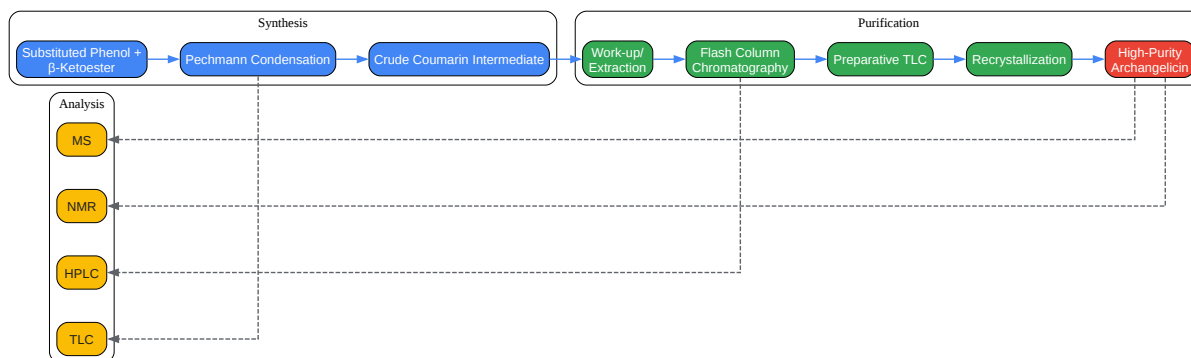 Synthesis
Substituted Phenol +
β-Ketoester
Pechmann Condensation
Crude Coumarin Intermediate
Purification
Work-up/
Extraction
Flash Column
Chromatography
Preparative TLC
Recrystallization
High-Purity
Archangelicin
Analysis
MS
NMR
HPLC
TLC